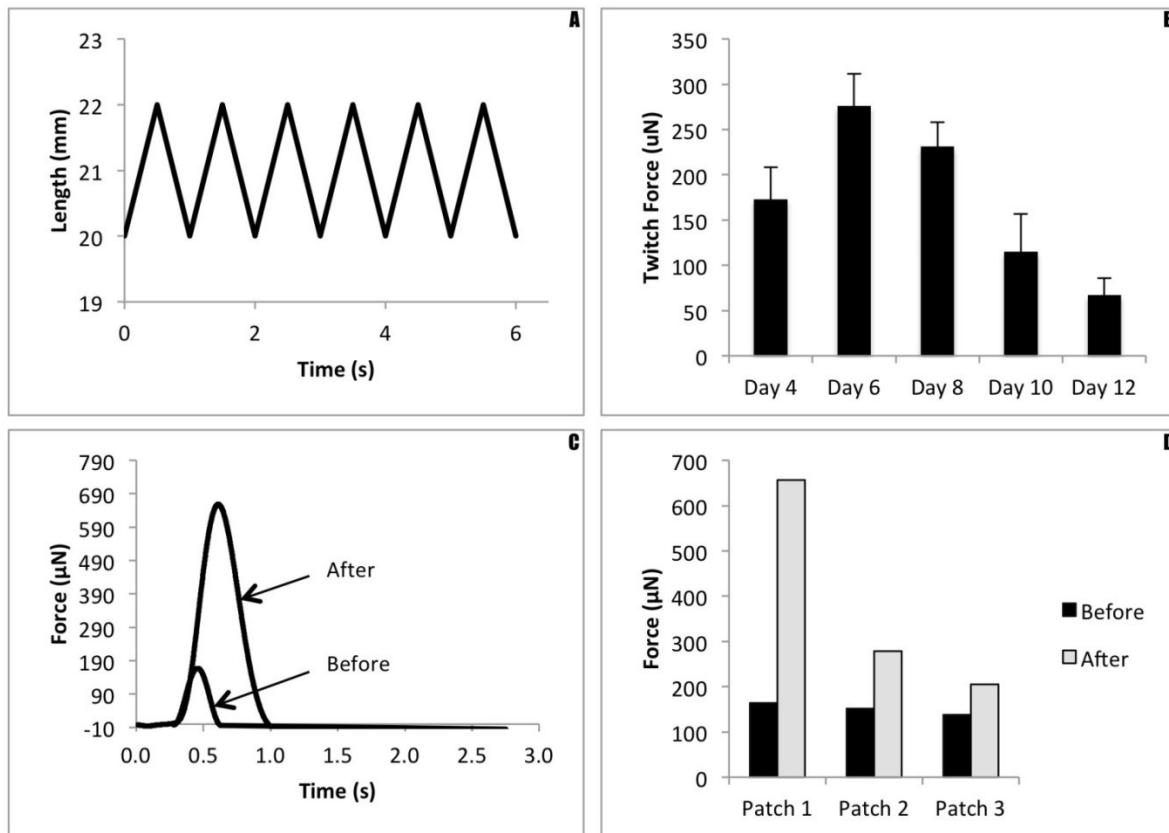 A
23
22
21
20
19
Length (mm)
0 2 4 6
Time (s)
B
350
300
250
200
150
100
50
0
Twitch Force (uN)
Day 4 Day 6 Day 8 Day 10 Day 12
C
790
690
590
490
390
290
190
90
-10
Force (µN)
After
Before
0.0 0.5 1.0 1.5 2.0 2.5 3.0
Time (s)
D
700
600
500
400
300
200
100
0
Force (µN)
Before
After
Patch 1 Patch 2 Patch 3